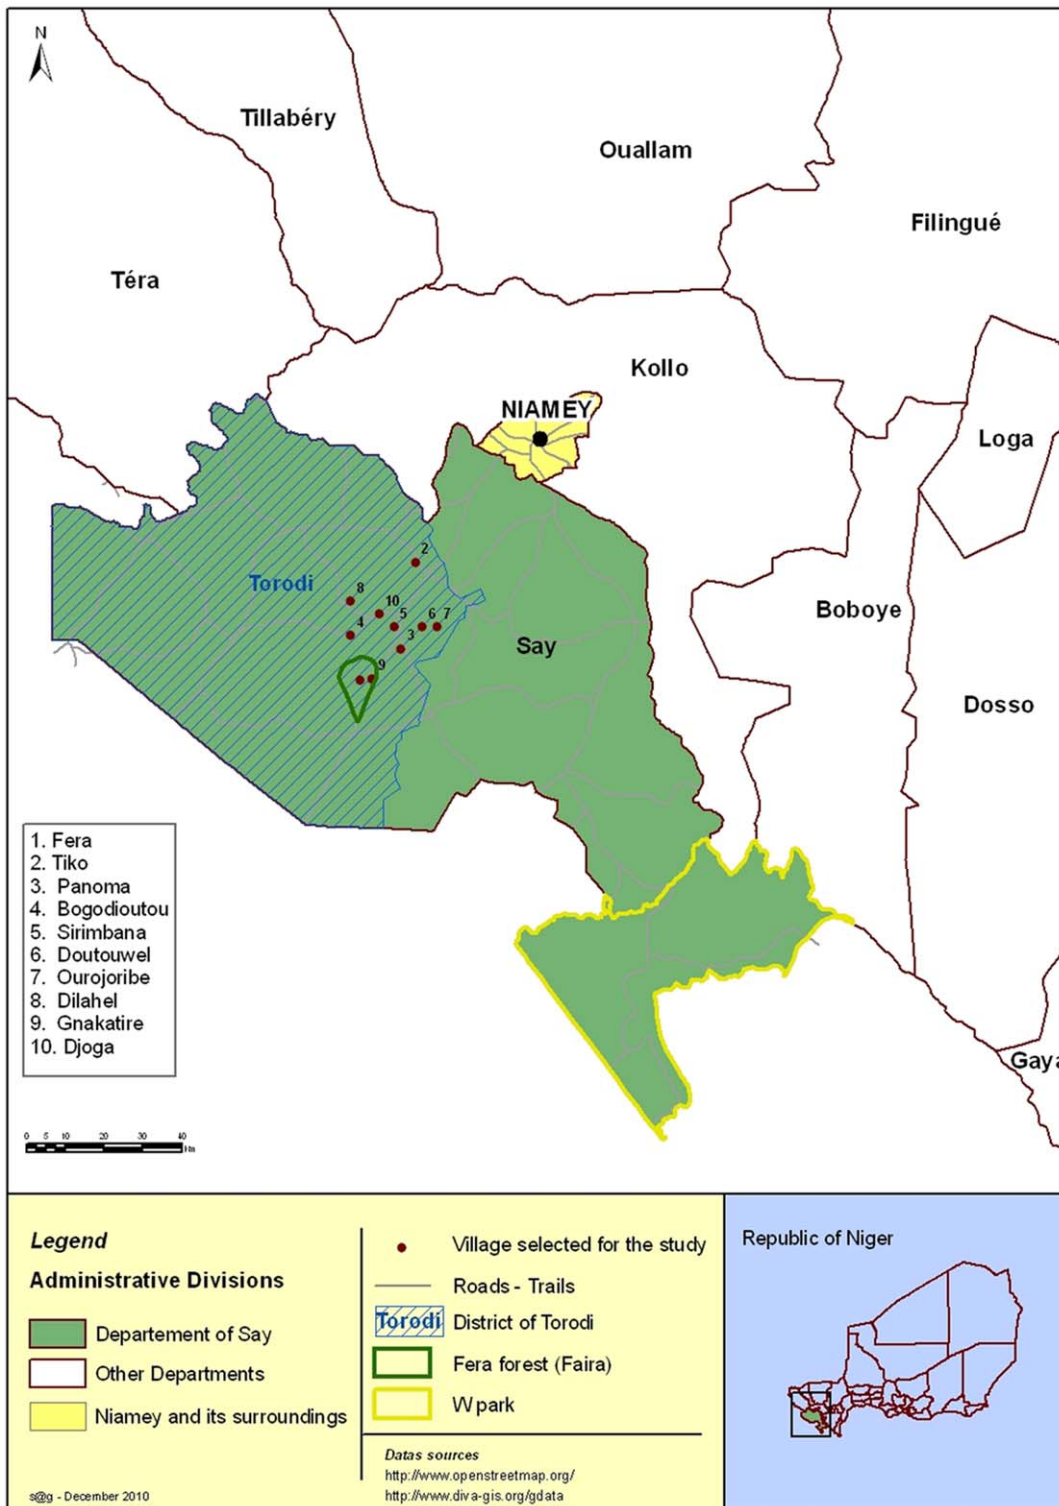 N
Tillabéry
Ouallam
Filingué
Téra
Kollo
NIAMEY
Loga
2
Torodi
8
10
5
6
7
4
3
9
Boboye
Say
Dosso
1. Fera
2. Tiko
3. Panoma
4. Bogodioutou
5. Sirimbana
6. Doutouwel
7. Ourojoribe
8. Dilahel
9. Gnakatire
10. Djoga
Gaya
0 5 10 20 30 40
Km
Legend
Administrative Divisions
Departement of Say
Other Departments
Niamey and its surroundings
s@g - December 2010
Village selected for the study
Roads - Trails
Torodi District of Torodi
Fera forest (Faira)
W park
Datas sources
http://www.openstreetmap.org/
http://www.diva-gis.org/gdata
Republic of Niger